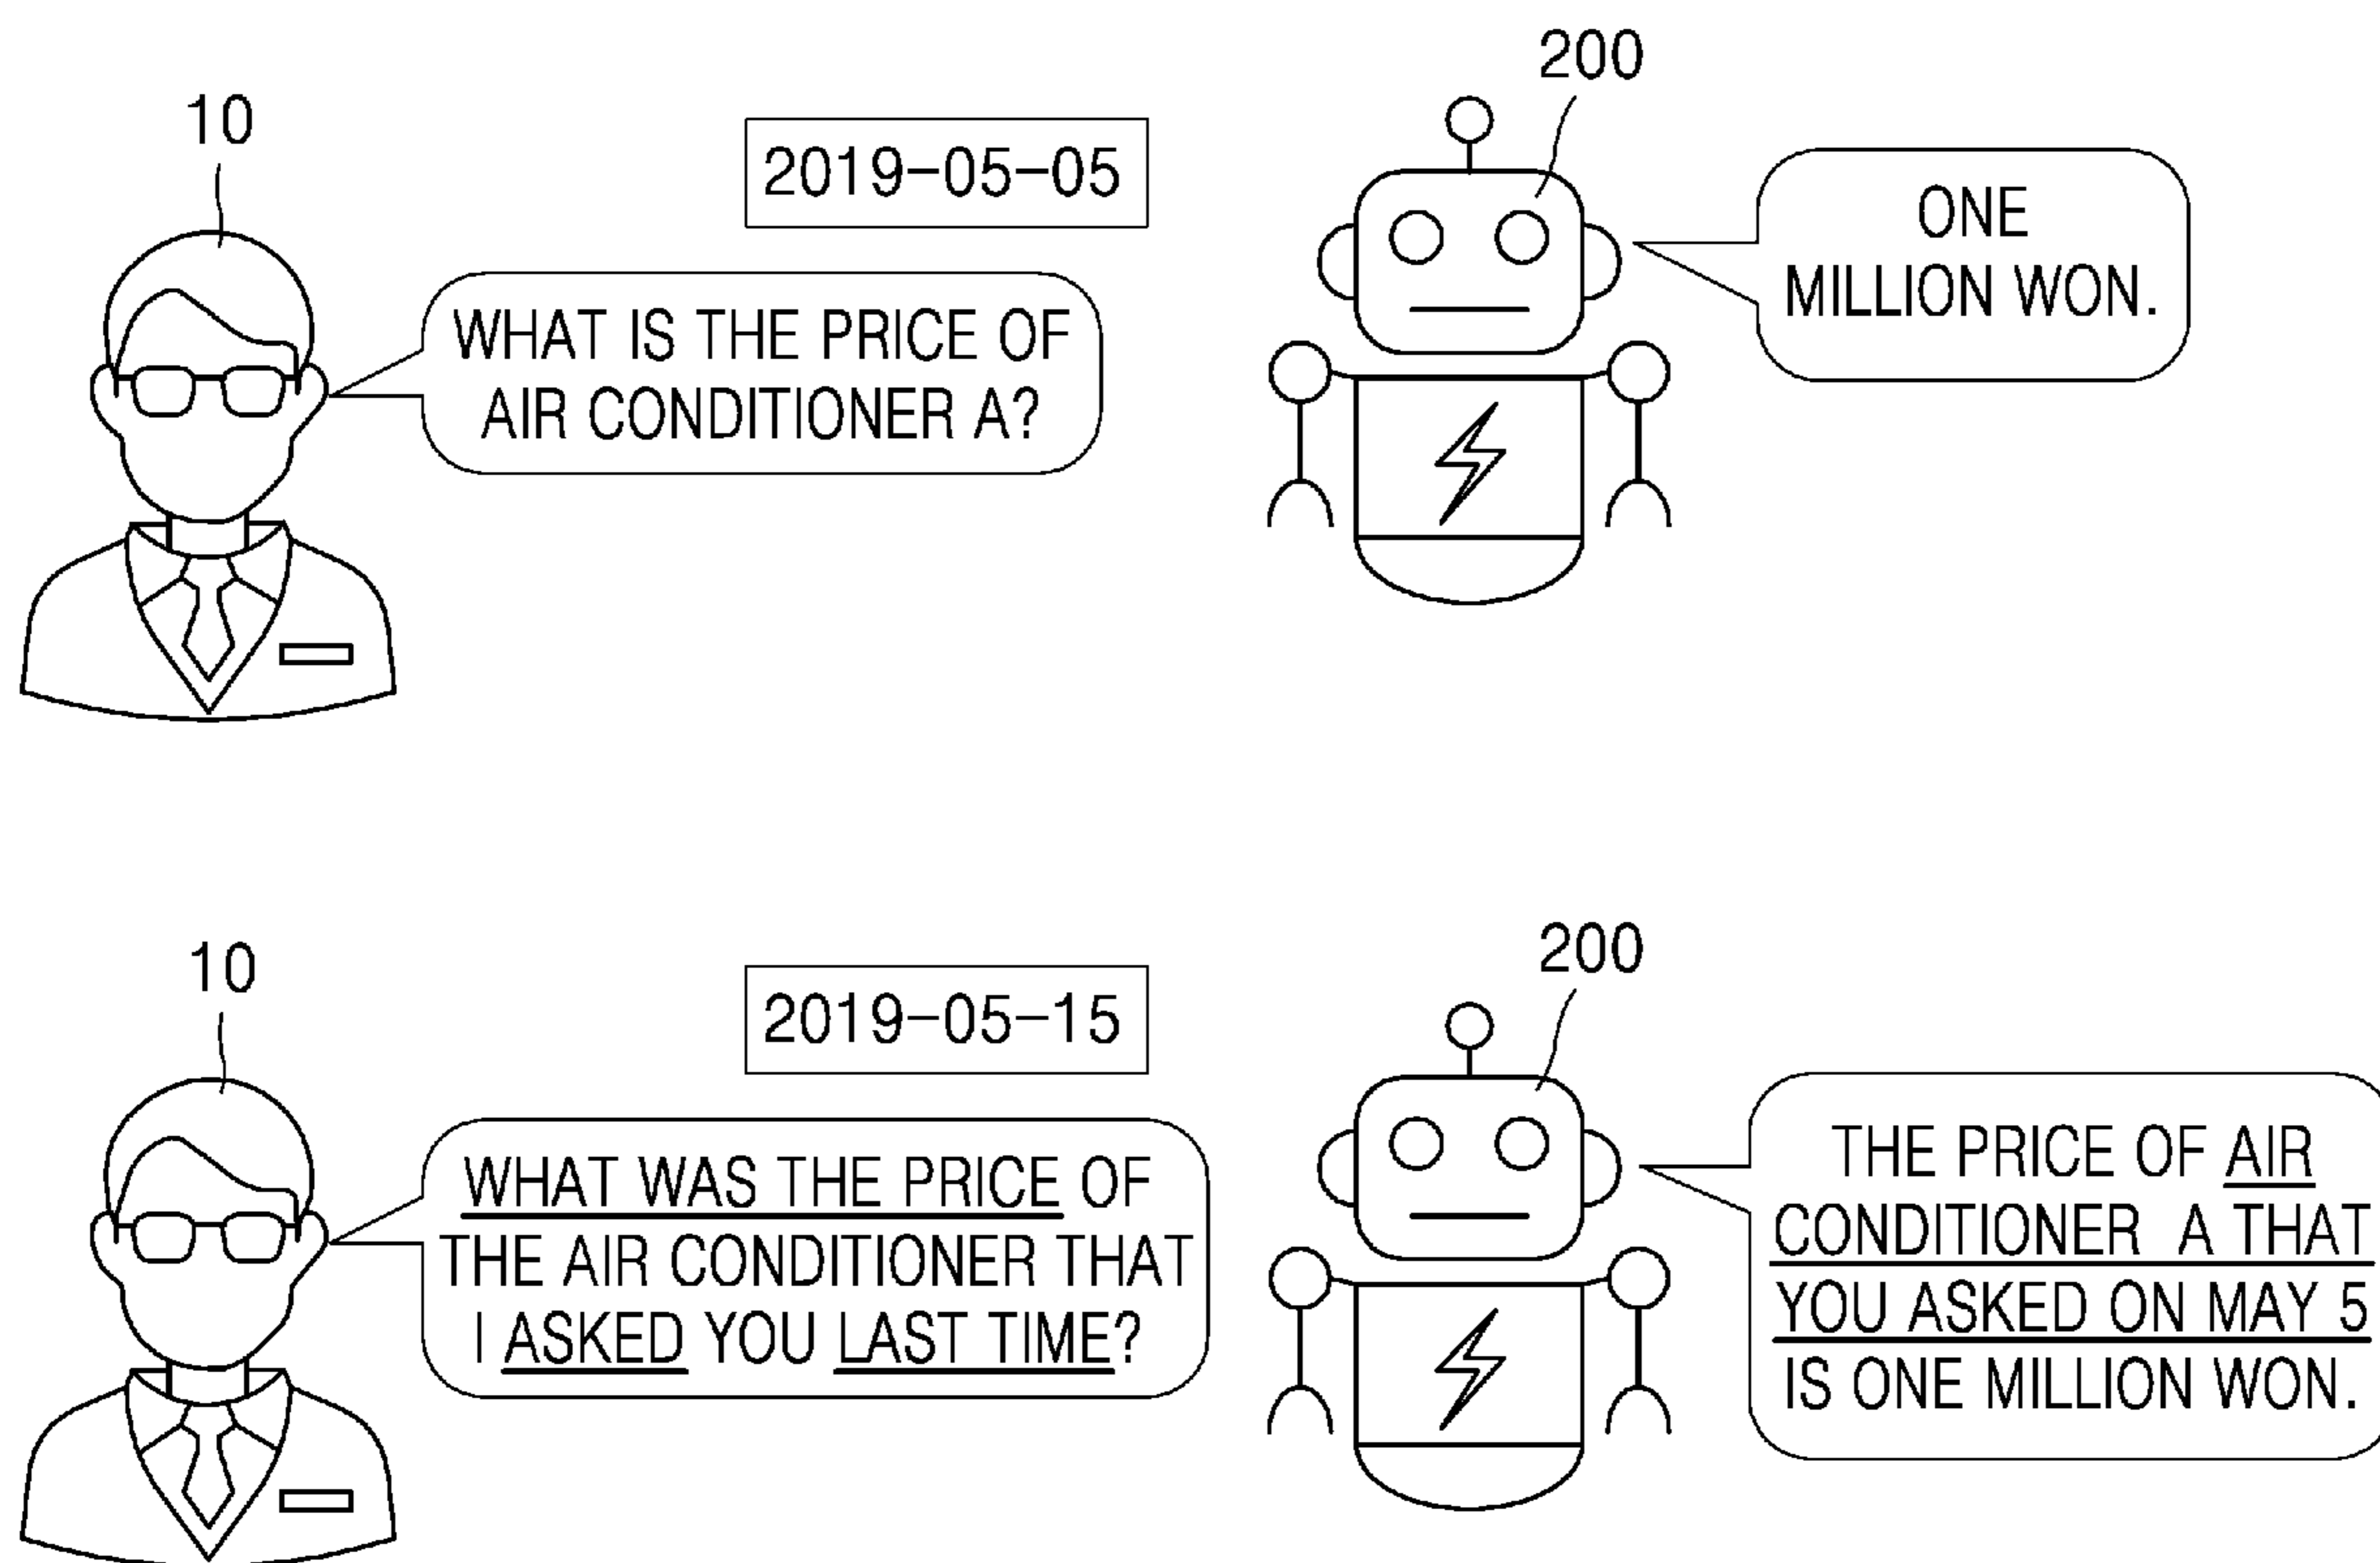 10
2019-05-05
WHAT IS THE PRICE OF
AIR CONDITIONER A?
200
ONE
MILLION WON.
10
2019-05-15
WHAT WAS THE PRICE OF
THE AIR CONDITIONER THAT
I ASKED YOU LAST TIME?
200
THE PRICE OF AIR
CONDITIONER A THAT
YOU ASKED ON MAY 5
IS ONE MILLION WON.